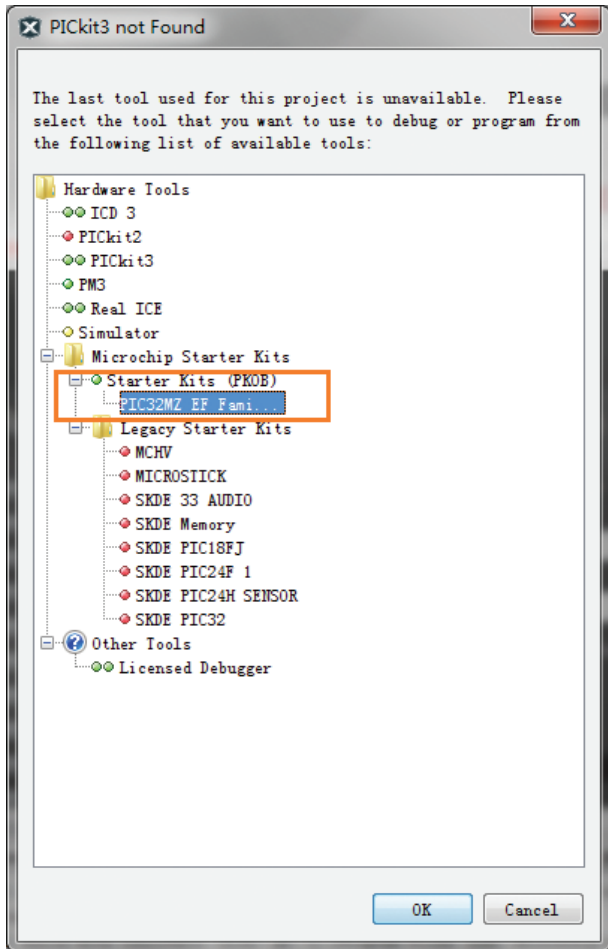 PICkit3 not Found
The last tool used for this project is unavailable. Please
select the tool that you want to use to debug or program from
the following list of available tools:
Hardware Tools
ICD 3
PICkit2
PICkit3
PM3
Real ICE
Simulator
Microchip Starter Kits
Starter Kits (PKOB)
PIC32MZ EF Fami...
Legacy Starter Kits
MCHV
MICROSTICK
SKDE 33 AUDIO
SKDE Memory
SKDE PIC18FJ
SKDE PIC24F 1
SKDE PIC24H SENSOR
SKDE PIC32
Other Tools
Licensed Debugger
OK
Cancel